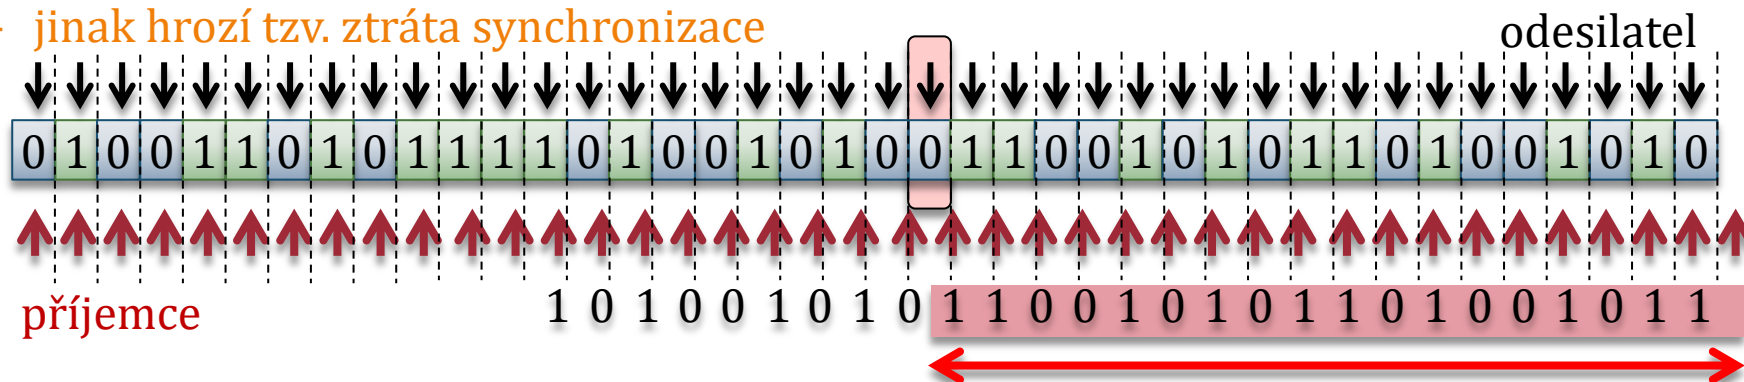 - jinak hrozí tzv. ztráta synchronizace
odesilatel
0 1 0 0 1 1 0 1 0 1 1 1 1 0 1 0 0 1 0 1 0 0 1 1 0 0 1 0 1 0 1 1 0 1 0 0 1 0 1 0
příjemce 1 0 1 0 0 1 0 1 0 1 1 0 0 1 0 1 0 1 1 0 1 0 0 1 0 1 1